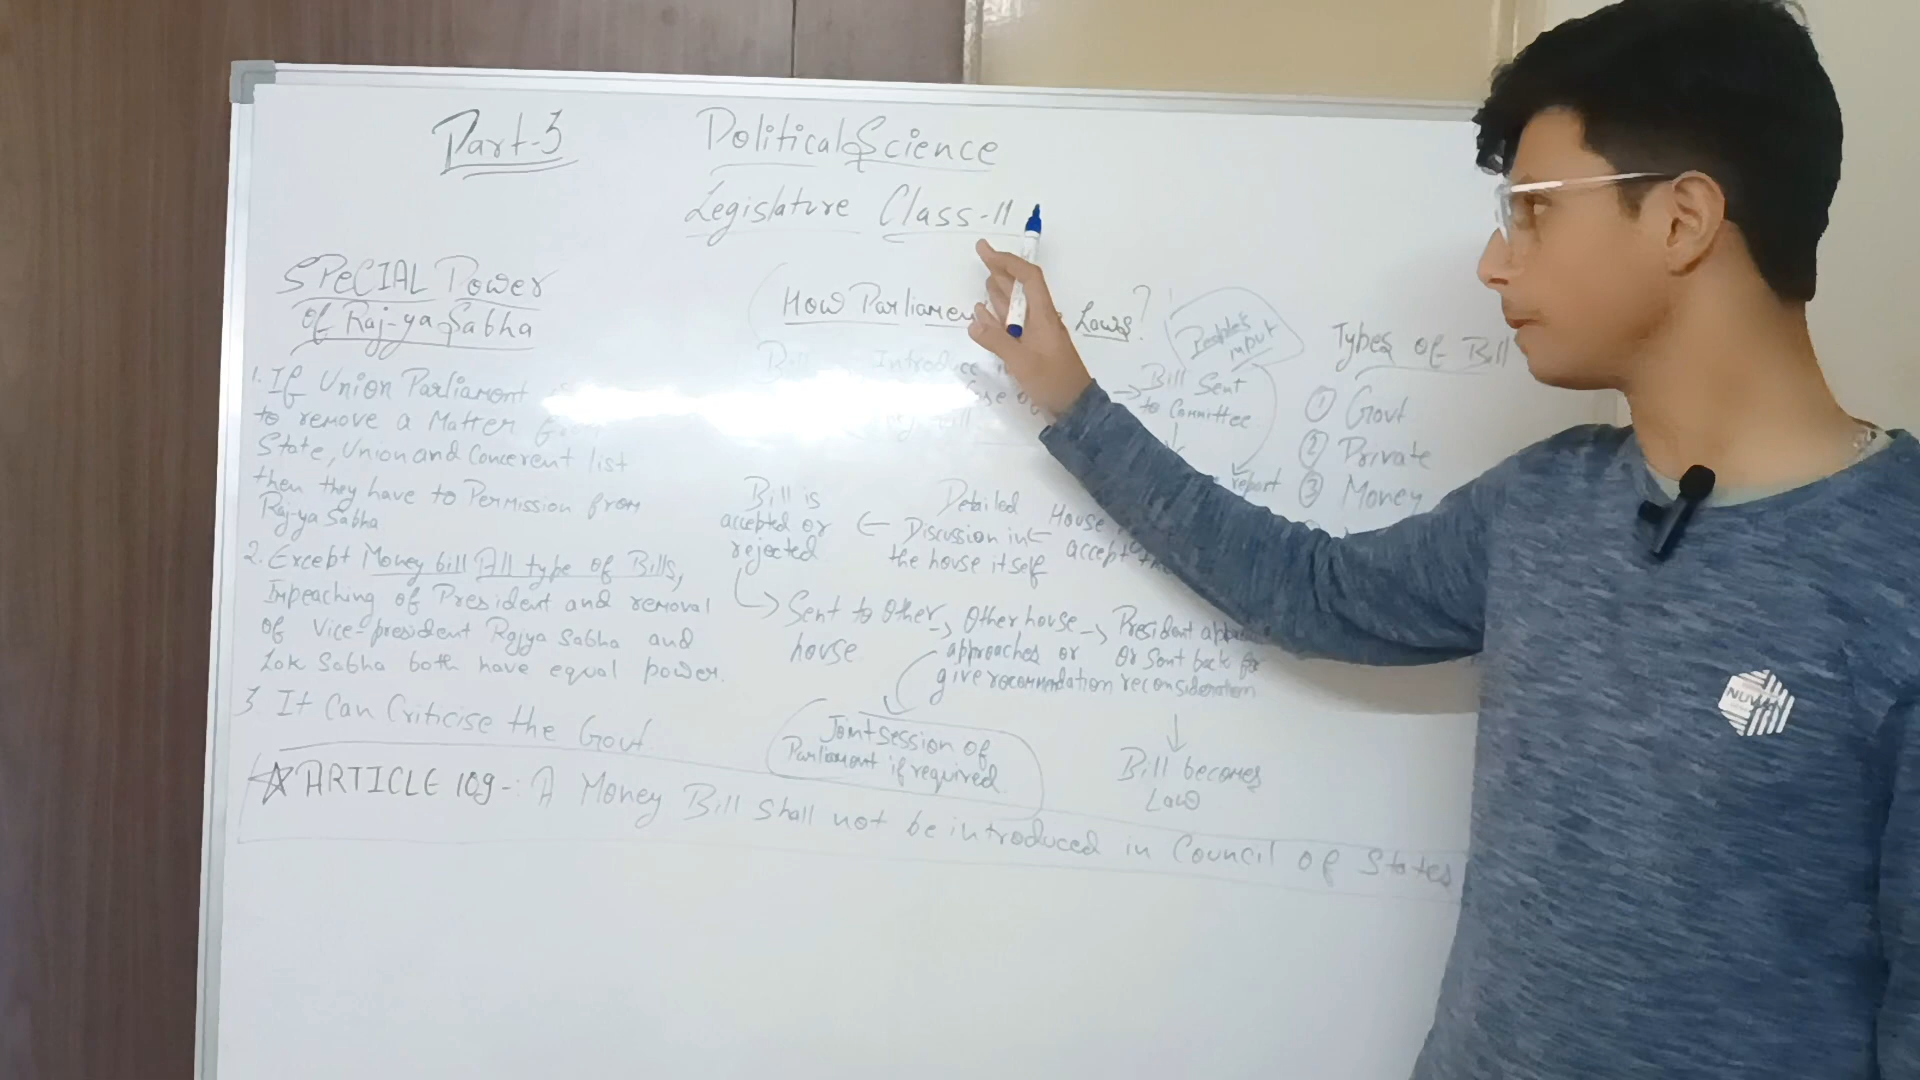 Part-3
Political Science
Legislature Class-11
SPeCIAL Power
of Raj-ya Sabha
1. If Union Parliament
to remove a Matter
State, Union and Concerent list
then they have to Permission from
Raj-ya Sabha
2. Except Money bill All type of Bills,
Impeaching of President and removal
of Vice-president Rajya Sabha and
Lok Sabha both have equal power.
3. It Can Criticise the Govt.
☆ ARTICLE 109-: A Money Bill Shall not be introduced in Council of States
How Parliamen Laws?
Introduce
People's
input
→ Bill Sent
to Committee
↓
report
House
accept
← Detailed
Discussion in
the house itself
← Bill is
accepted or
rejected
→ Sent to Other
house
→ Other house
approaches or
give recommendation
Joint session of
Parliament if required
→ President
Or Sent back for
reconsideration
↓
Bill becomes
Law
Types of Bill
① Govt
② Private
③ Money
NUVAY